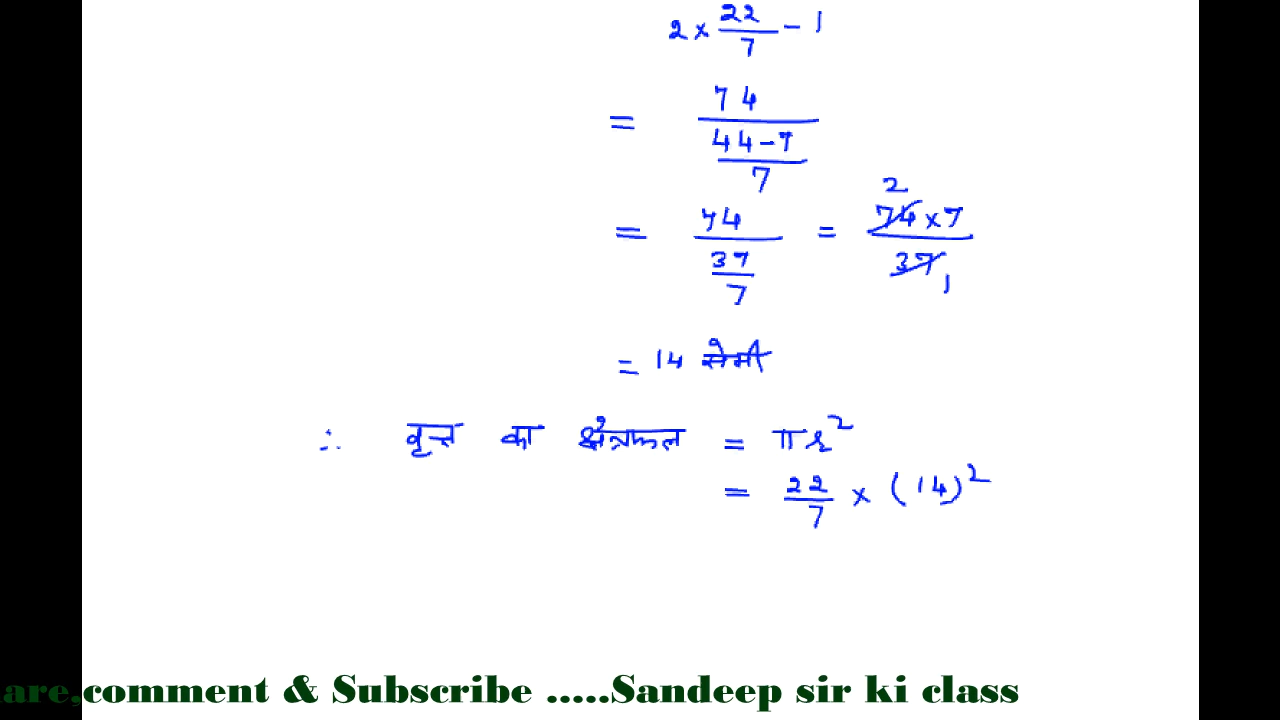 2 × 22/7 - 1
= 74/((44-7)/7)
= 74/(37/7) = (74 × 7)/37 2 1
= 14 सेमी
∴ वृत्त का क्षेत्रफल = πr²
= 22/7 × (14)²
are,comment & Subscribe .....Sandeep sir ki class